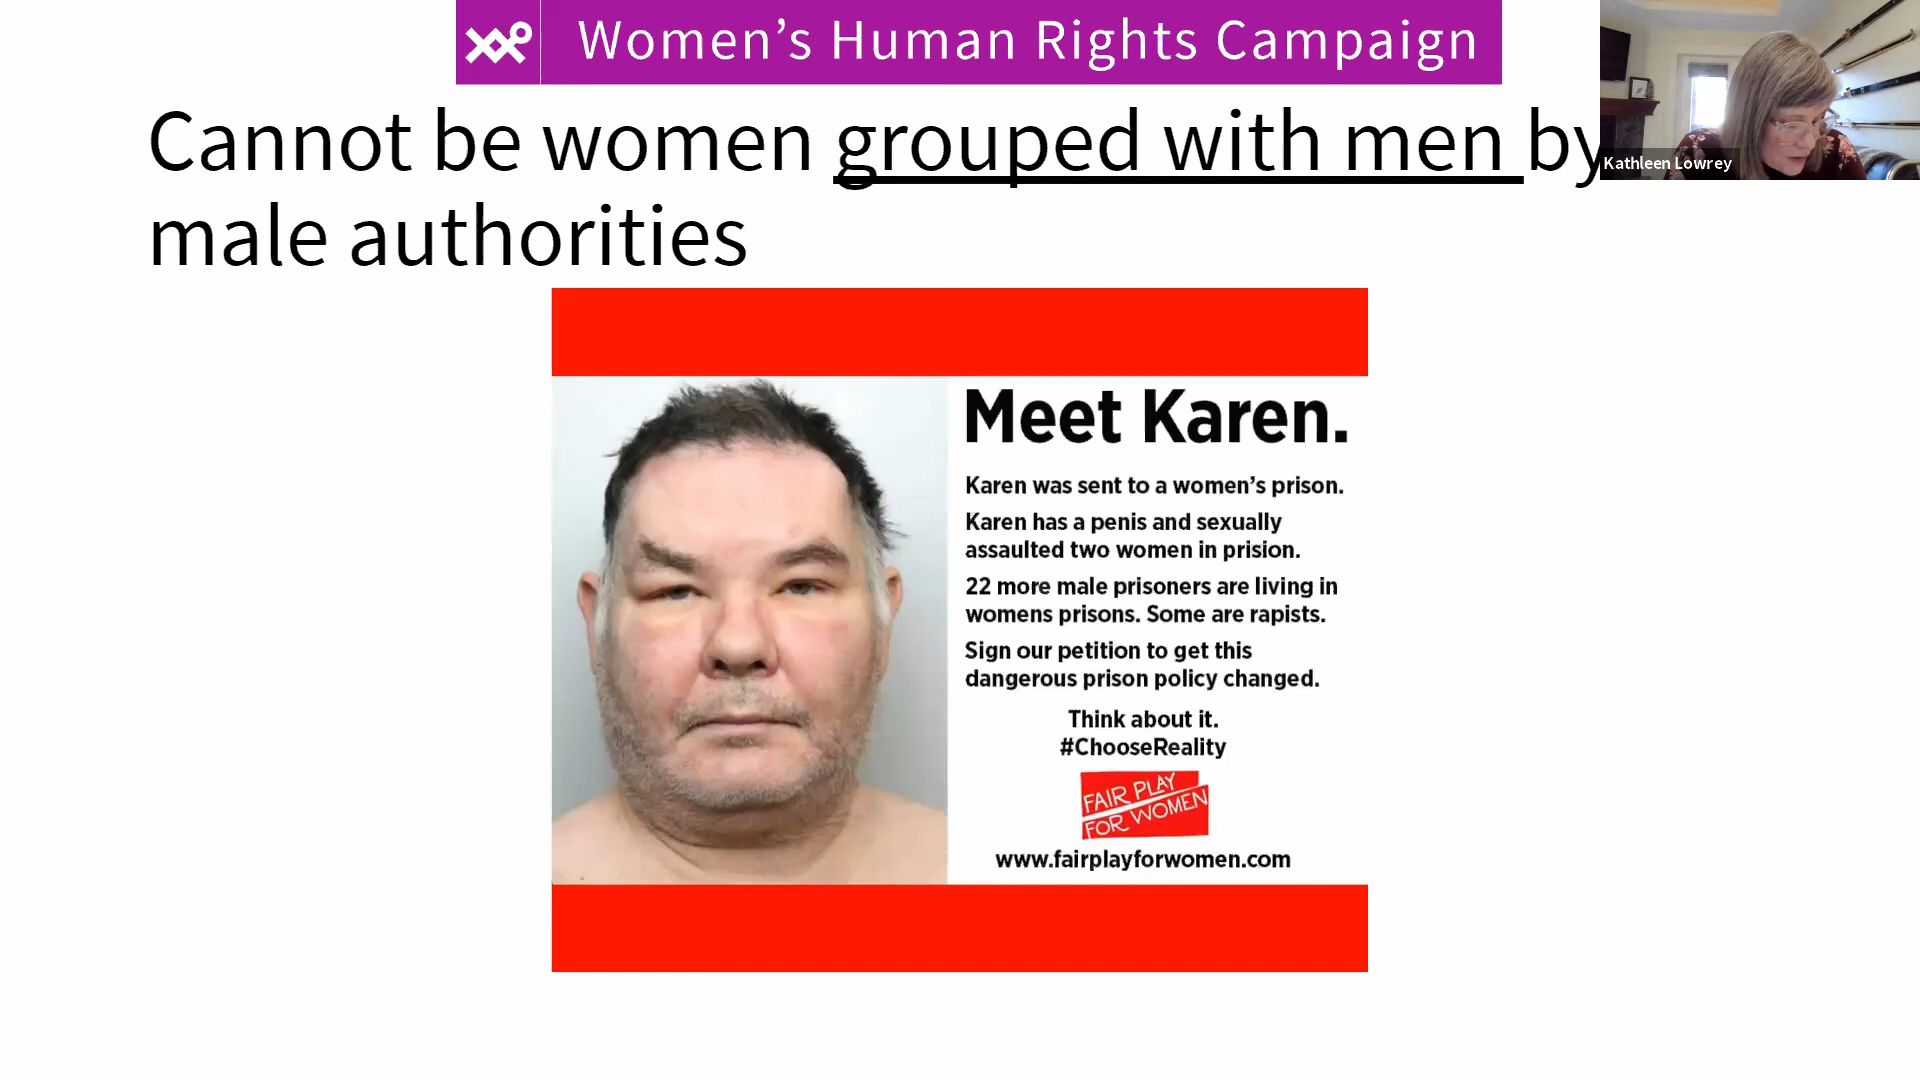 Women's Human Rights Campaign
Cannot be women grouped with men by
male authorities
Kathleen Lowrey
Meet Karen.
Karen was sent to a women's prison.
Karen has a penis and sexually
assaulted two women in prision.
22 more male prisoners are living in
womens prisons. Some are rapists.
Sign our petition to get this
dangerous prison policy changed.
Think about it.
#ChooseReality
FAIR PLAY
FOR WOMEN
www.fairplayforwomen.com